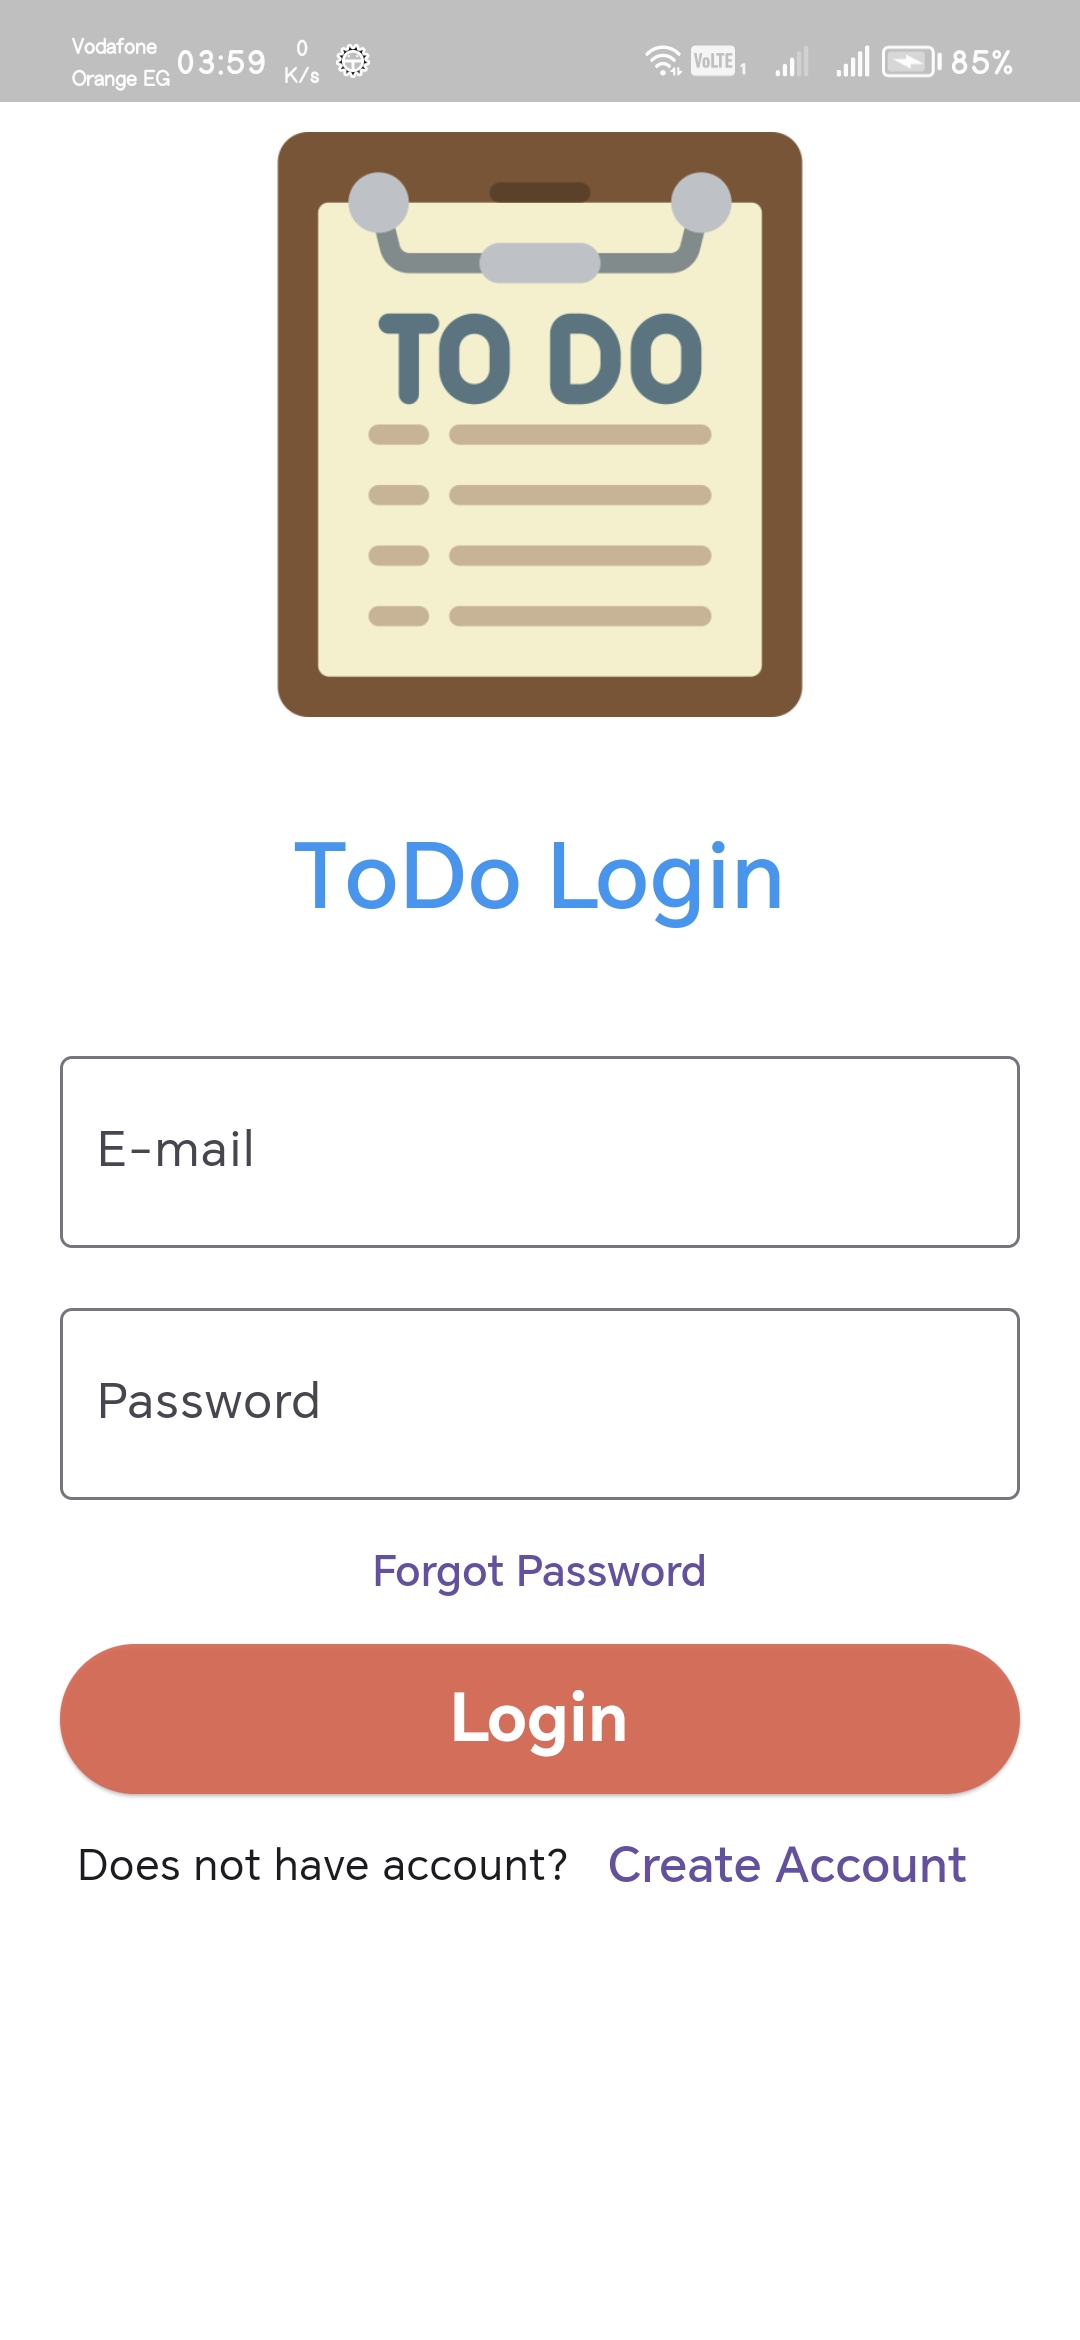 Vodafone
Orange EG
03:59
0
K/s
VoLTE 1
85%
TO DO
ToDo Login
E-mail
Password
Forgot Password
Login
Does not have account? Create Account